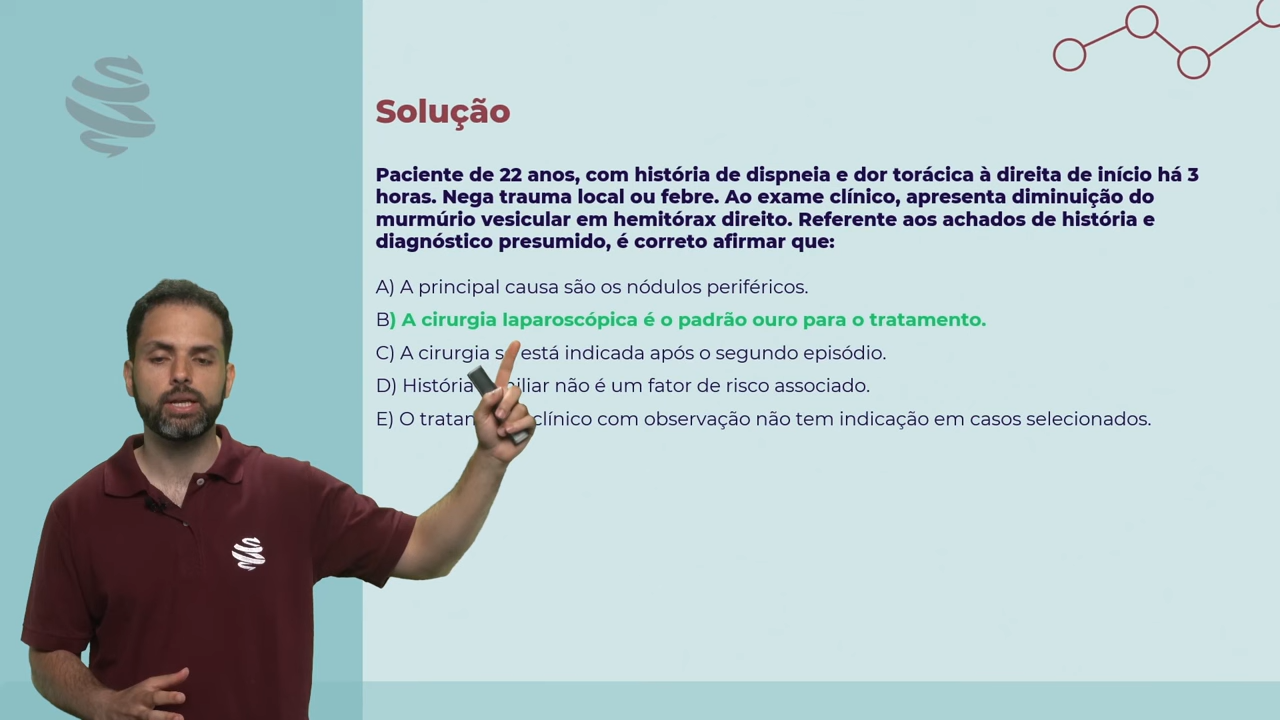 Solução
Paciente de 22 anos, com história de dispneia e dor torácica à direita de início há 3
horas. Nega trauma local ou febre. Ao exame clínico, apresenta diminuição do
murmúrio vesicular em hemitórax direito. Referente aos achados de história e
diagnóstico presumido, é correto afirmar que:
A) A principal causa são os nódulos periféricos.
B) A cirurgia laparoscópica é o padrão ouro para o tratamento.
C) A cirurgia está indicada após o segundo episódio.
D) História não é um fator de risco associado.
E) O clínico com observação não tem indicação em casos selecionados.